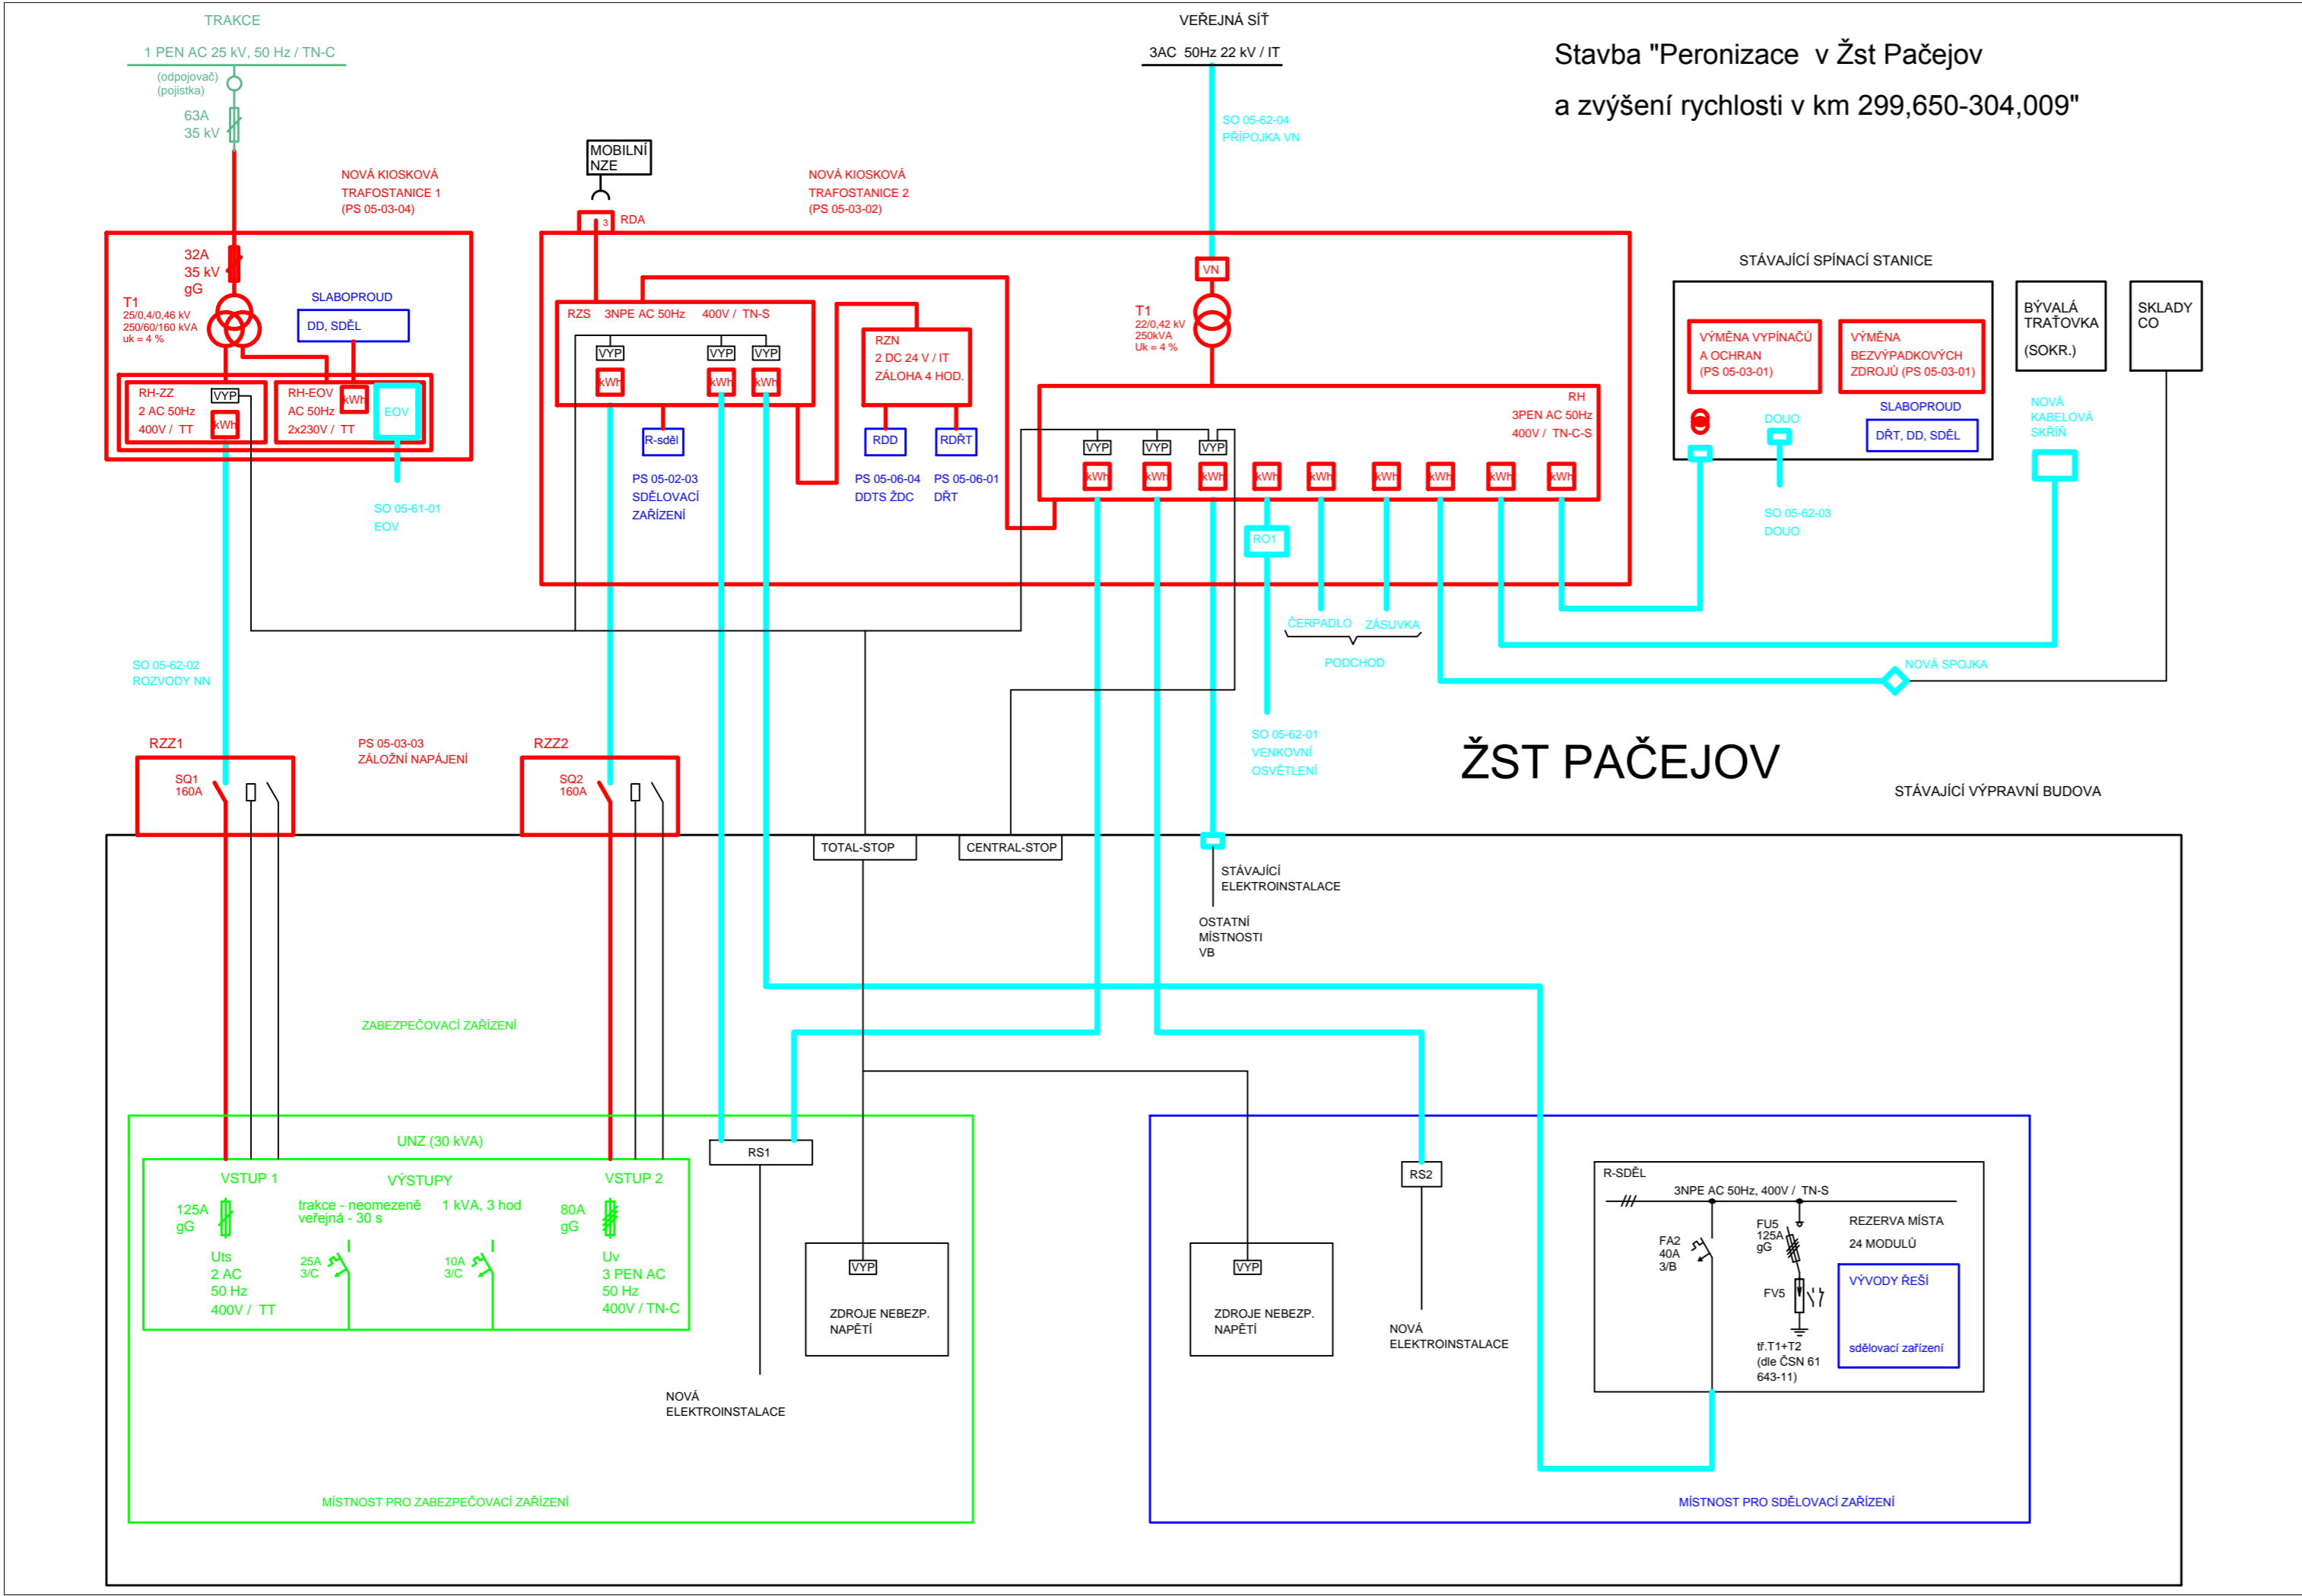 TRAKCE
1 PEN AC 25 kV, 50 Hz / TN-C
(odpojovač)
(pojistka)
63A
35 kV
VEŘEJNÁ SÍŤ
3AC  50Hz 22 kV / IT
Stavba "Peronizace  v Žst Pačejov
a zvýšení rychlosti v km 299,650-304,009"
SO 05-62-04
PŘÍPOJKA VN
MOBILNÍ
NZE
3
RDA
NOVÁ KIOSKOVÁ
TRAFOSTANICE 1
(PS 05-03-04)
NOVÁ KIOSKOVÁ
TRAFOSTANICE 2
(PS 05-03-02)
32A
35 kV
gG
T1
25/0,4/0,46 kV
250/60/160 kVA
uk = 4 %
SLABOPROUD
DD, SDĚL
RH-ZZ
2 AC 50Hz
400V /  TT
VYP
kWh
RH-EOV
AC 50Hz
2x230V /  TT
kWh
EOV
SO 05-61-01
EOV
RZS    3NPE AC 50Hz     400V /  TN-S
VYP
VYP
VYP
kWh
kWh
kWh
RZN
2 DC 24 V / IT
ZÁLOHA 4 HOD.
R-sděl
RDD
RDŘT
PS 05-02-03
SDĚLOVACÍ
ZAŘÍZENÍ
PS 05-06-04
DDTS ŽDC
PS 05-06-01
DŘT
VN
T1
22/0,42 kV
250kVA
Uk = 4 %
RH
3PEN AC 50Hz
400V /  TN-C-S
VYP
VYP
VYP
kWh
kWh
kWh
kWh
kWh
kWh
kWh
kWh
kWh
RO1
STÁVAJÍCÍ SPÍNACÍ STANICE
VÝMĚNA VYPÍNAČŮ
A OCHRAN
(PS 05-03-01)
VÝMĚNA
BEZVÝPADKOVÝCH
ZDROJŮ (PS 05-03-01)
SLABOPROUD
DŘT, DD, SDĚL
DOUO
SO 05-62-03
DOUO
BÝVALÁ
TRAŤOVKA
(SOKR.)
SKLADY
CO
NOVÁ
KABELOVÁ
SKŘÍŇ
ČERPADLO
ZÁSUVKA
PODCHOD
NOVÁ SPOJKA
SO 05-62-02
ROZVODY NN
SO 05-62-01
VENKOVNÍ
OSVĚTLENÍ
ŽST PAČEJOV
STÁVAJÍCÍ VÝPRAVNÍ BUDOVA
RZZ1
SQ1
160A
PS 05-03-03
ZÁLOŽNÍ NAPÁJENÍ
RZZ2
SQ2
160A
TOTAL-STOP
CENTRAL-STOP
STÁVAJÍCÍ
ELEKTROINSTALACE
OSTATNÍ
MÍSTNOSTI
VB
ZABEZPEČOVACÍ ZAŘÍZENÍ
UNZ (30 kVA)
VSTUP 1
VÝSTUPY
VSTUP 2
125A
gG
trakce - neomezeně
veřejná - 30 s
1 kVA, 3 hod
80A
gG
Uts
2 AC
50 Hz
400V /  TT
25A
3/C
10A
3/C
Uv
3 PEN AC
50 Hz
400V / TN-C
RS1
NOVÁ
ELEKTROINSTALACE
VYP
ZDROJE NEBEZP.
NAPĚTÍ
MÍSTNOST PRO ZABEZPEČOVACÍ ZAŘÍZENÍ
VYP
ZDROJE NEBEZP.
NAPĚTÍ
RS2
NOVÁ
ELEKTROINSTALACE
R-SDĚL
3NPE AC 50Hz, 400V /  TN-S
FA2
40A
3/B
FU5
125A
gG
FV5
tř.T1+T2
(dle ČSN 61
643-11)
REZERVA MÍSTA
24 MODULŮ
VÝVODY ŘEŠÍ
sdělovací zařízení
MÍSTNOST PRO SDĚLOVACÍ ZAŘÍZENÍ